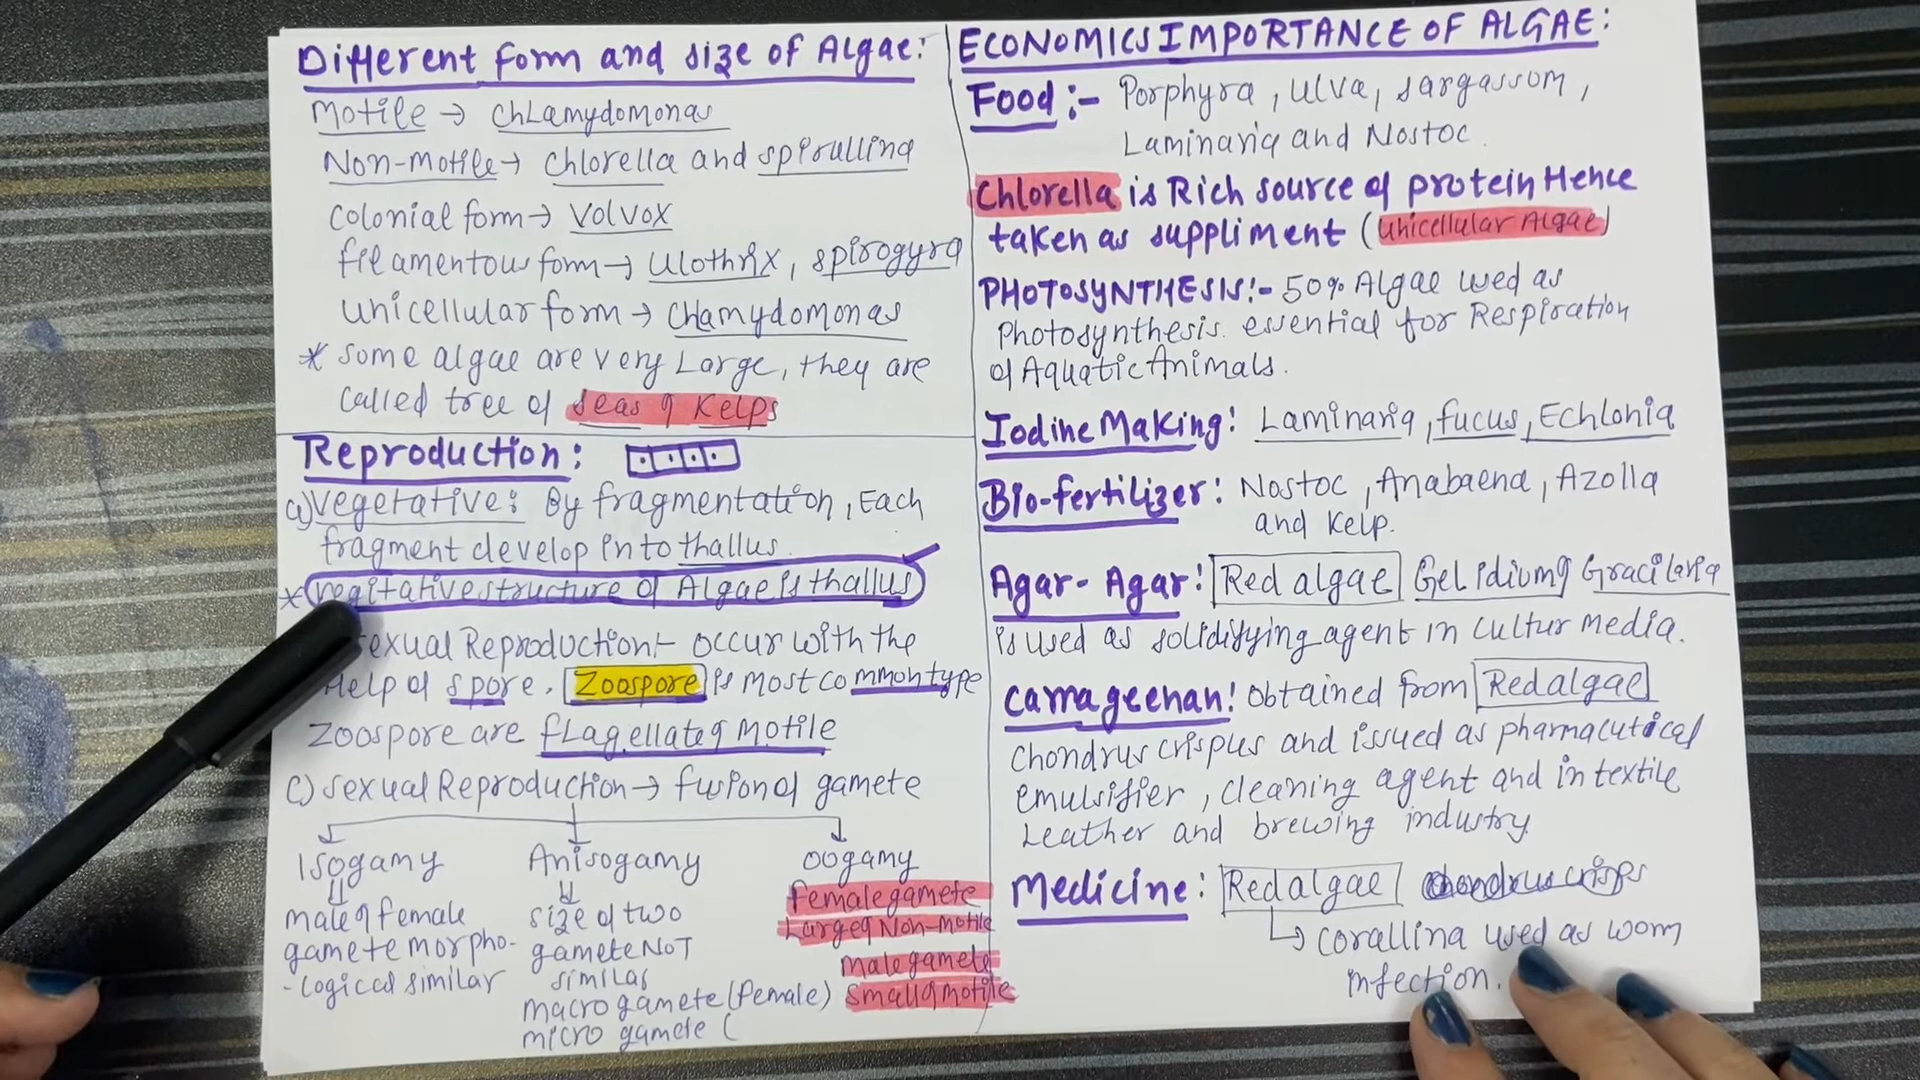 Different form and size of Algae:
Motile → Chlamydomonas
Non-motile → Chlorella and spirullina
colonial form → Volvox
filamentous form → Ulothrix, spirogyra
unicellular form → Chamydomonas
* some algae are very Large, they are
called tree of seas & Kelps
Reproduction:
a) vegetative: By fragmentation, Each
fragment develop into thallus.
* vegitative structure of Algae is thallus
sexual Reproduction:- occur with the
Help of spore. Zoospore is most common type
Zoospore are flagellate & motile
c) sexual Reproduction → fusion of gamete
Isogamy Anisogamy oogamy
male & female
gamete morpho-
-logical similar
size of two
gamete NOT
similar
macro gamete (female)
micro gamete (
female gamete
Large & Non-motile
male gamete
small & motile
ECONOMICS IMPORTANCE OF ALGAE:
Food:- Porphyra, ulva, sargassum,
Laminaria and Nostoc.
Chlorella is Rich source of protein Hence
taken as suppliment (unicellular Algae)
PHOTOSYNTHESIS:- 50% Algae used as
Photosynthesis. essential for Respiration
of Aquatic Animals.
Iodine Making: Laminaria, fucus, Echlonia
Bio-fertilizer: Nostoc, Anabaena, Azolla
and Kelp.
Agar-Agar: Red algae Gelidium & Gracilaria
is used as solidifying agent in cultur media.
Carrageenan: obtained from Red algae
Chondrus crispus and is used as pharmacutical
emulsifier, cleaning agent and in textile
Leather and brewing industry
Medicine: Red algae
↳ corallina used as worm
infection.